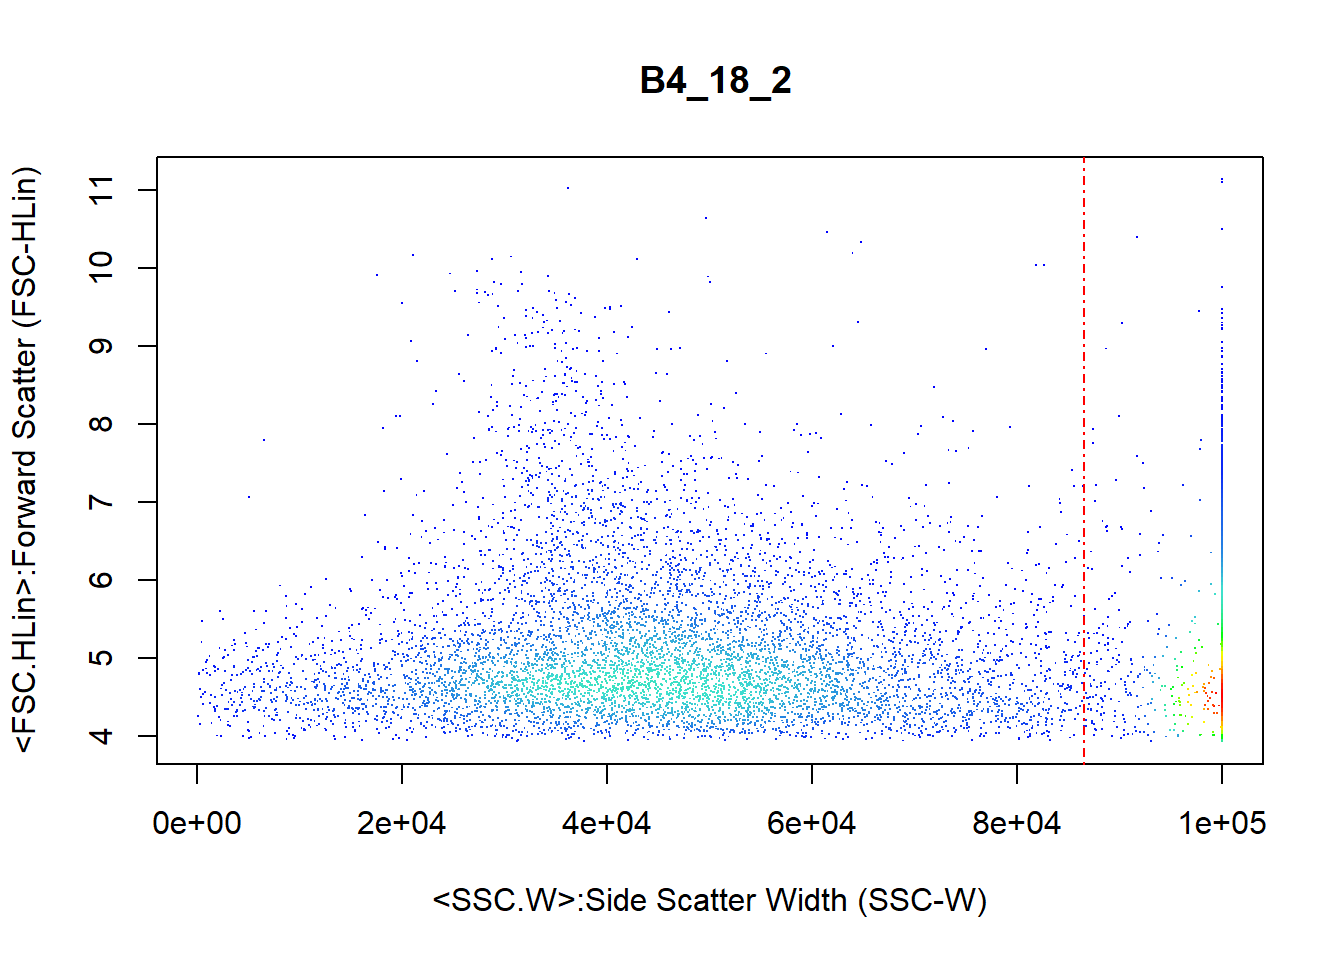 B4_18_2
<FSC.HLin>:Forward Scatter (FSC-HLin)
11
10
9
8
7
6
5
4
0e+00 2e+04 4e+04 6e+04 8e+04 1e+05
<SSC.W>:Side Scatter Width (SSC-W)